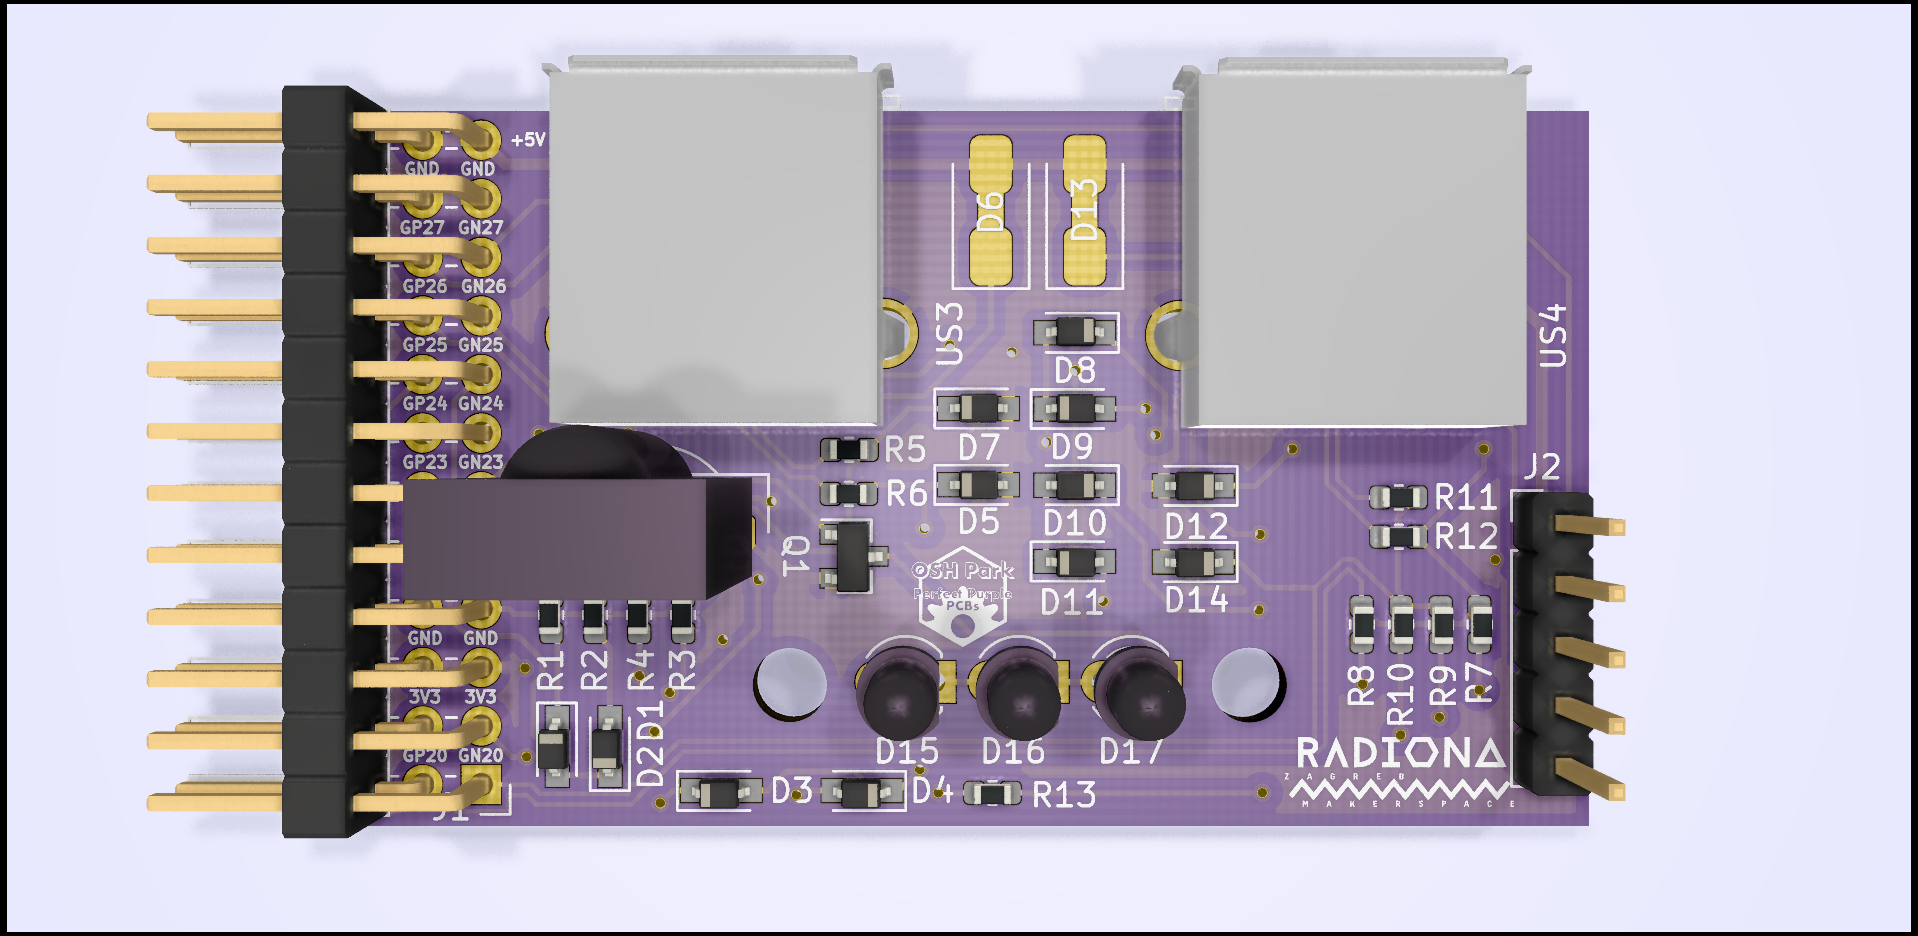 +5V
GND GND
GP27 GN27
GP26 GN26
GP25 GN25
GP24 GN24
GP23 GN23
GND GND
3V3 3V3
GP20 GN20
J1
D6
D13
US3
US4
D8
D7
D9
R5
R6
D5
D10
D12
Q1
D11
D14
OSH Park
Perfect Purple
PCBs
J2
R11
R12
R1
R2
R4
R3
R8
R10
R9
R7
D1
D2
D3
D4
D15
D16
D17
R13
RADIONA
ZAGREB
MAKERSPACE